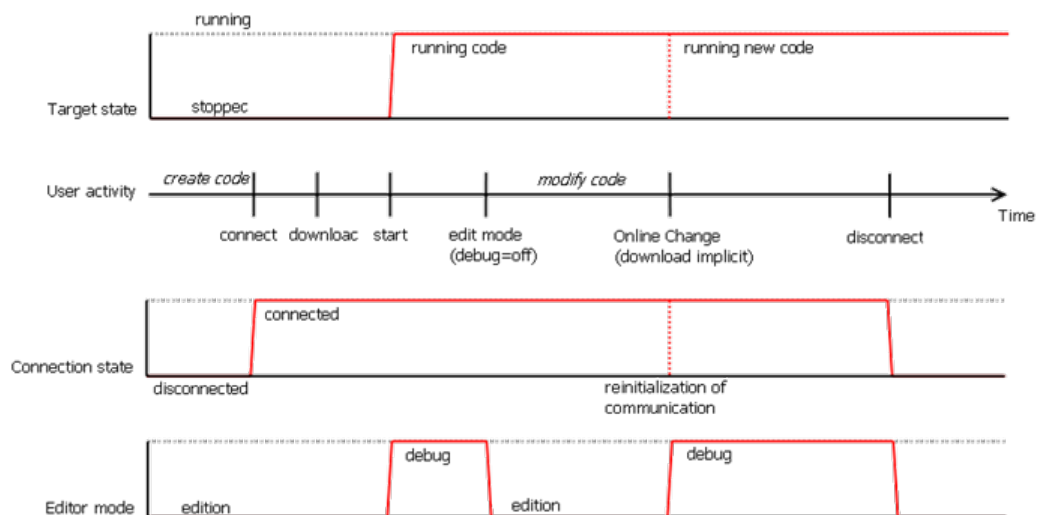 running
running code
running new code
Target state
stoppec
create code
modify code
User activity
Time
connect
downloac
start
edit mode
(debug=off)
Online Change
(download implicit)
disconnect
connected
Connection state
disconnected
reinitialization of
communication
debug
debug
Editor mode
edition
edition